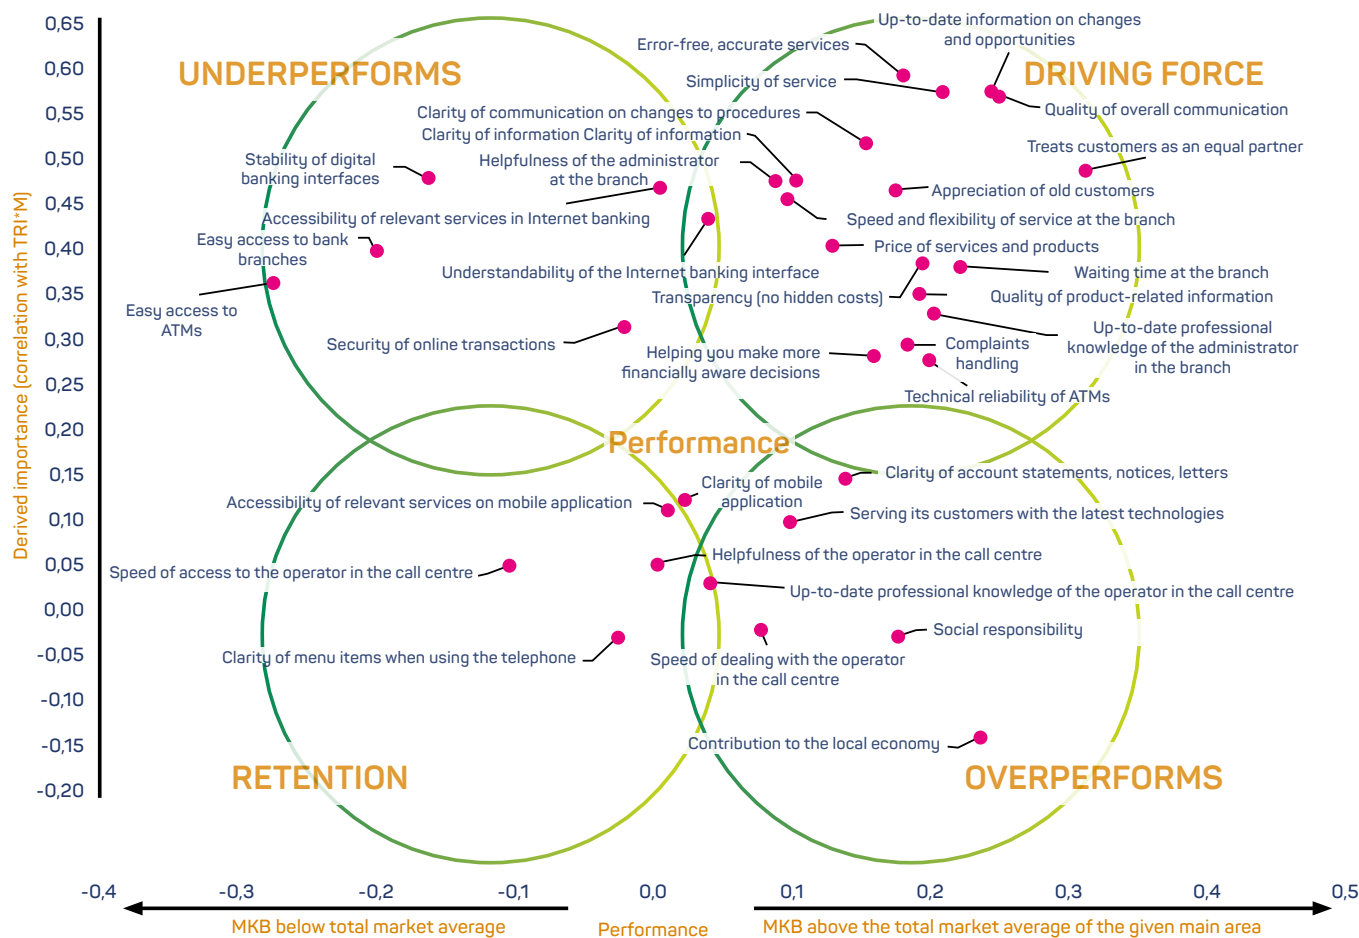 0,65
0,60
0,55
0,50
0,45
0,40
0,35
0,30
0,25
0,20
0,15
0,10
0,05
0,00
-0,05
-0,10
-0,15
-0,20
Derived importance (correlation with TRI*M)
UNDERPERFORMS
DRIVING FORCE
Up-to-date information on changes
and opportunities
Error-free, accurate services
Simplicity of service
Quality of overall communication
Clarity of communication on changes to procedures
Clarity of information Clarity of information
Treats customers as an equal partner
Stability of digital
banking interfaces
Helpfulness of the administrator
at the branch
Appreciation of old customers
Accessibility of relevant services in Internet banking
Speed and flexibility of service at the branch
Easy access to bank
branches
Price of services and products
Understandability of the Internet banking interface
Waiting time at the branch
Transparency (no hidden costs)
Quality of product-related information
Easy access to
ATMs
Up-to-date professional
knowledge of the administrator
in the branch
Security of online transactions
Complaints
handling
Helping you make more
financially aware decisions
Technical reliability of ATMs
Performance
Clarity of account statements, notices, letters
Clarity of mobile
application
Accessibility of relevant services on mobile application
Serving its customers with the latest technologies
Helpfulness of the operator in the call centre
Speed of access to the operator in the call centre
Up-to-date professional knowledge of the operator in the call centre
Social responsibility
Clarity of menu items when using the telephone
Speed of dealing with the operator
in the call centre
Contribution to the local economy
RETENTION
OVERPERFORMS
-0,4
-0,3
-0,2
-0,1
0,0
0,1
0,2
0,3
0,4
0,5
MKB below total market average
Performance
MKB above the total market average of the given main area